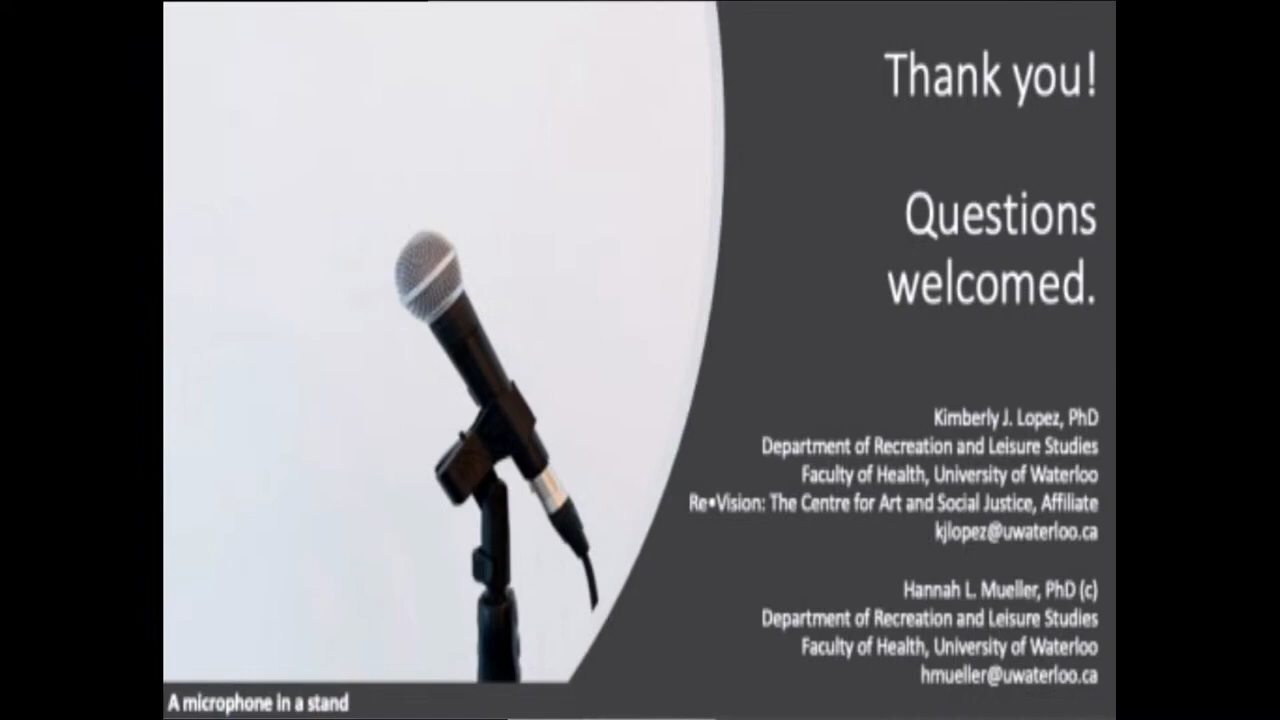 Thank you!
Questions
welcomed.
Kimberly J. Lopez, PhD
Department of Recreation and Leisure Studies
Faculty of Health, University of Waterloo
Re•Vision: The Centre for Art and Social Justice, Affiliate
kjlopez@uwaterloo.ca
Hannah L. Mueller, PhD (c)
Department of Recreation and Leisure Studies
Faculty of Health, University of Waterloo
hmueller@uwaterloo.ca
A microphone in a stand